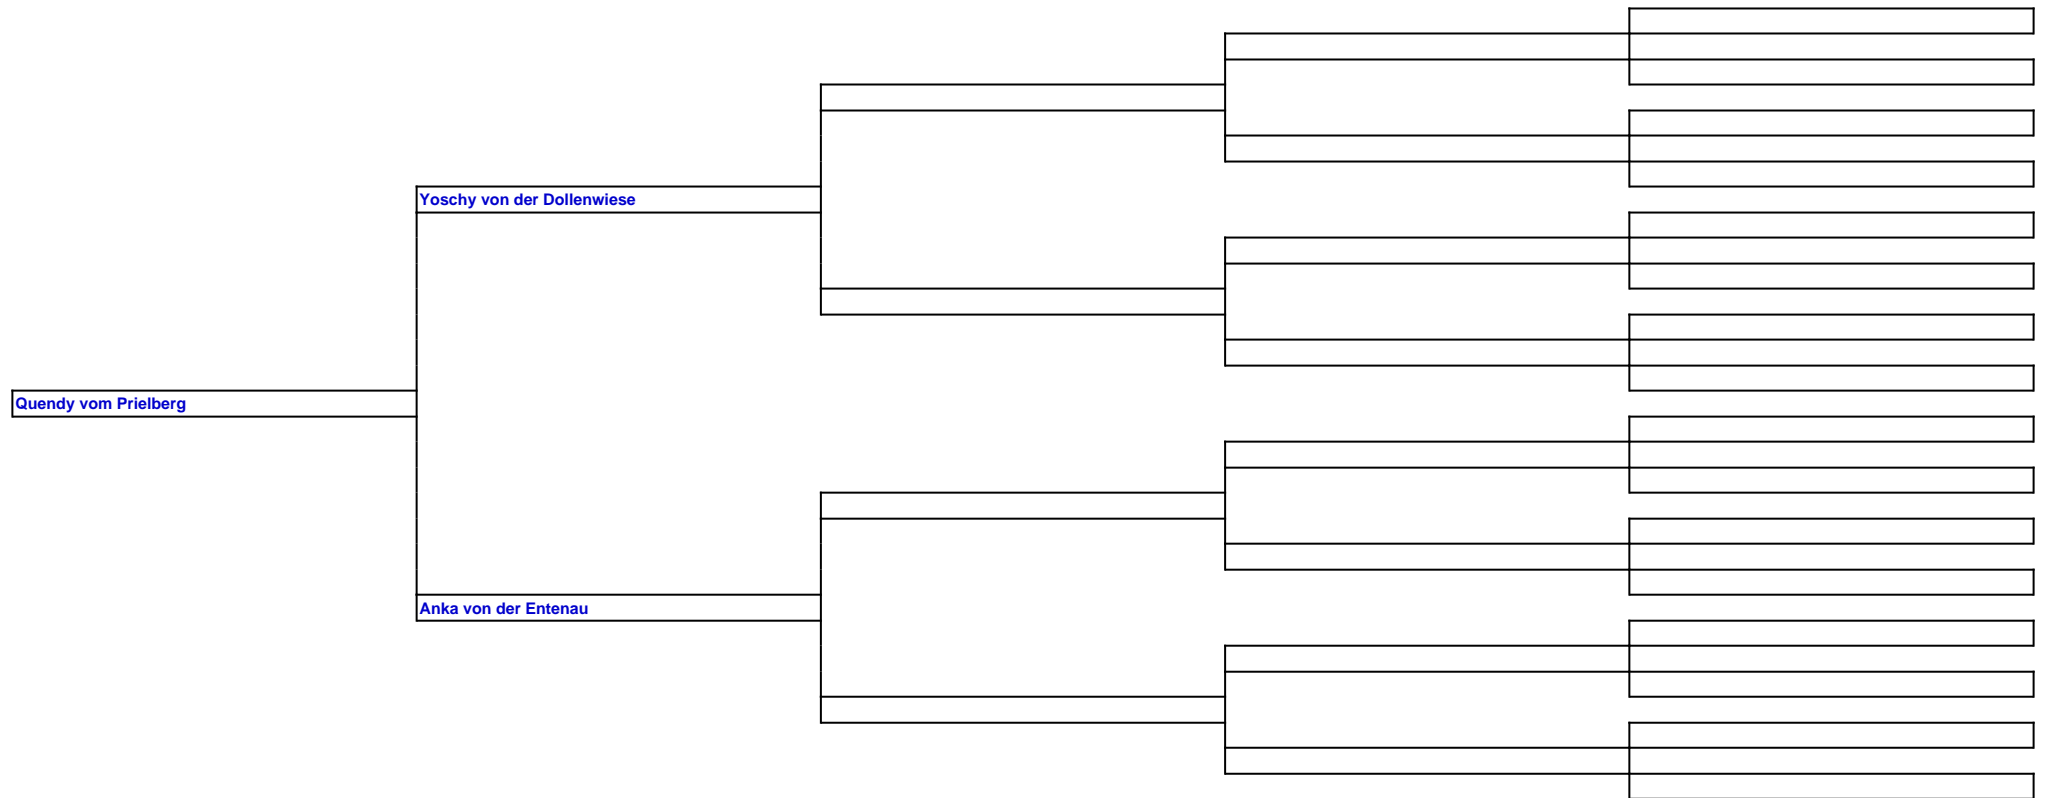 Yoschy von der Dollenwiese
Quendy vom Prielberg
Anka von der Entenau